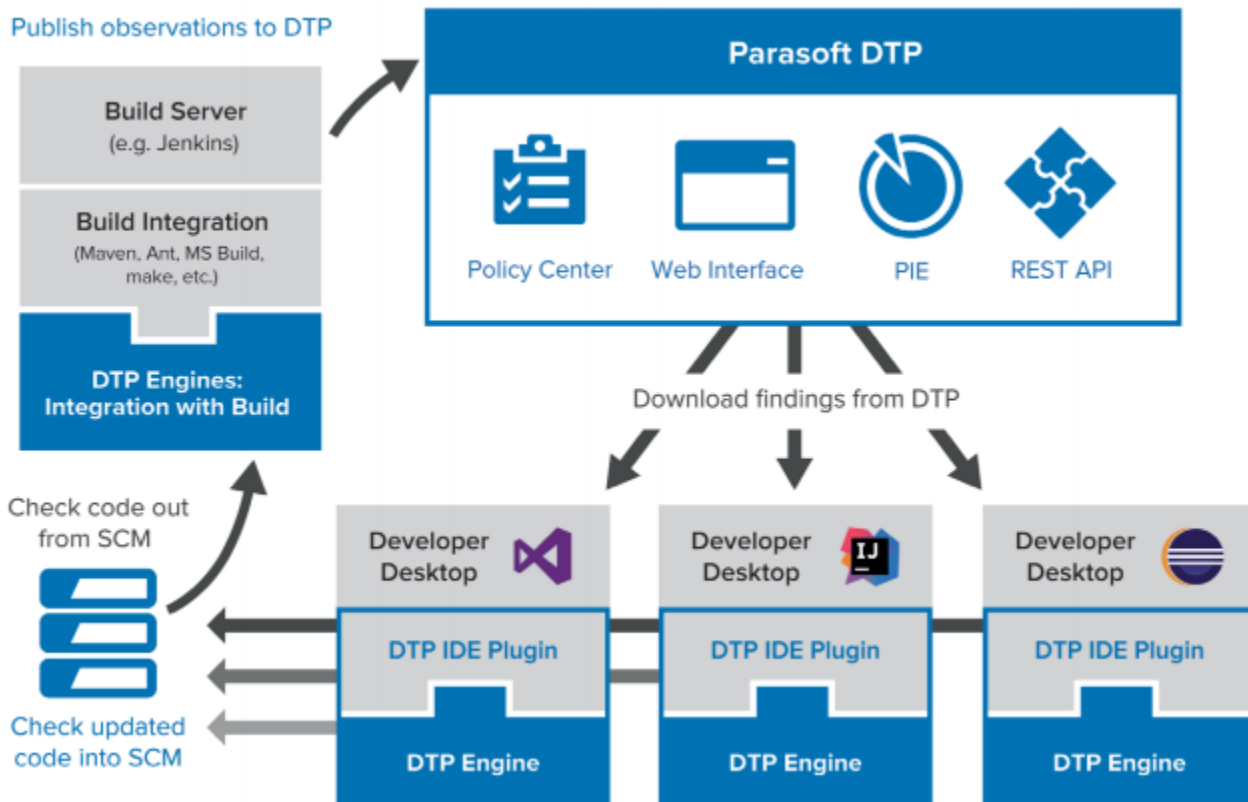 Publish observations to DTP
Build Server
(e.g. Jenkins)
Build Integration
(Maven, Ant, MS Build,
make, etc.)
DTP Engines:
Integration with Build
Parasoft DTP
Policy Center
Web Interface
PIE
REST API
Download findings from DTP
Check code out
from SCM
Check updated
code into SCM
Developer
Desktop
DTP IDE Plugin
DTP Engine
Developer
Desktop
IJ
DTP IDE Plugin
DTP Engine
Developer
Desktop
DTP IDE Plugin
DTP Engine